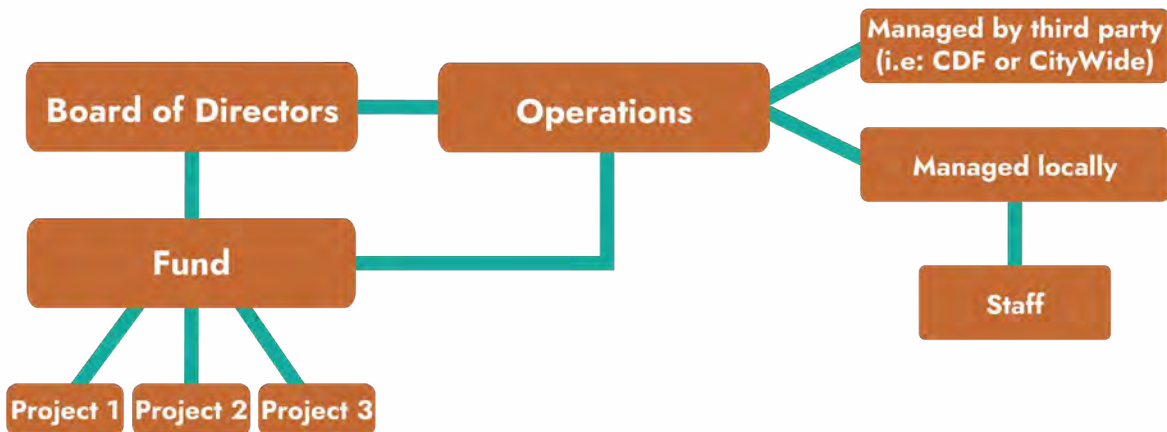 Managed by third party
(i.e: CDF or CityWide)
Board of Directors
Operations
Managed locally
Fund
Staff
Project 1
Project 2
Project 3